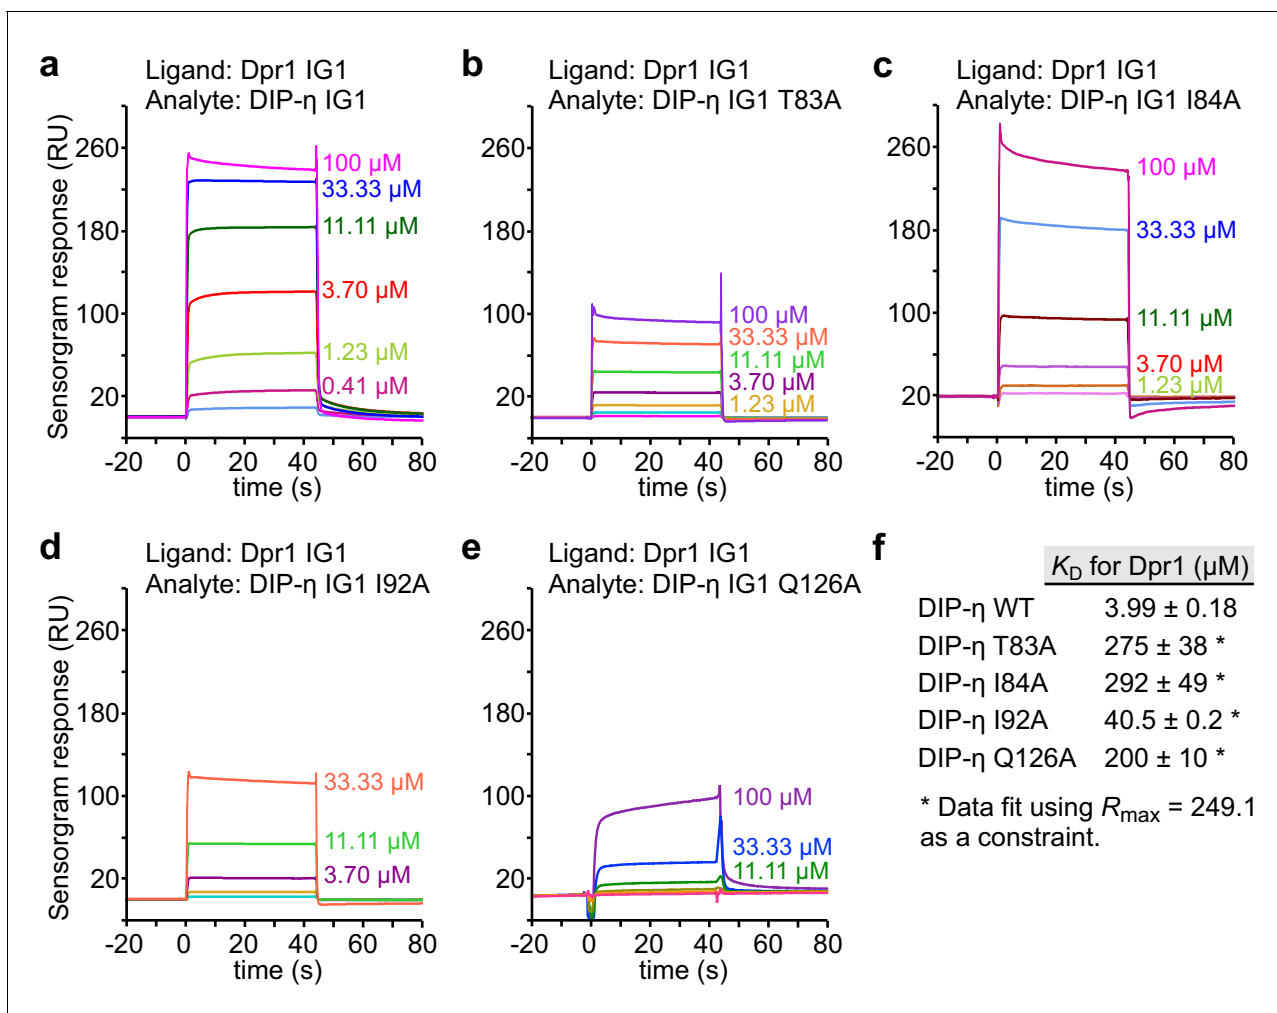 a
Ligand: Dpr1 IG1
Analyte: DIP-η IG1
Sensorgram response (RU)
260
180
100
20
100 µM
33.33 µM
11.11 µM
3.70 µM
1.23 µM
0.41 µM
-20 0 20 40 60 80
time (s)
b
Ligand: Dpr1 IG1
Analyte: DIP-η IG1 T83A
260
180
100
20
100 µM
33.33 µM
11.11 µM
3.70 µM
1.23 µM
-20 0 20 40 60 80
time (s)
c
Ligand: Dpr1 IG1
Analyte: DIP-η IG1 I84A
260
180
100
20
100 µM
33.33 µM
11.11 µM
3.70 µM
1.23 µM
-20 0 20 40 60 80
time (s)
d
Ligand: Dpr1 IG1
Analyte: DIP-η IG1 I92A
Sensorgram response (RU)
260
180
100
20
33.33 µM
11.11 µM
3.70 µM
-20 0 20 40 60 80
time (s)
e
Ligand: Dpr1 IG1
Analyte: DIP-η IG1 Q126A
260
180
100
20
100 µM
33.33 µM
11.11 µM
-20 0 20 40 60 80
time (s)
f
KD for Dpr1 (µM)
DIP-η WT 3.99 ± 0.18
DIP-η T83A 275 ± 38 *
DIP-η I84A 292 ± 49 *
DIP-η I92A 40.5 ± 0.2 *
DIP-η Q126A 200 ± 10 *
* Data fit using Rmax = 249.1
as a constraint.